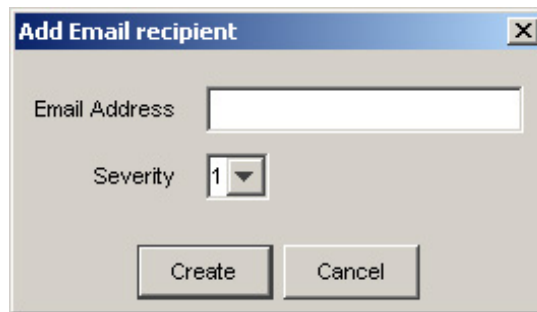 Add Email recipient
Email Address
Severity 1
Create Cancel